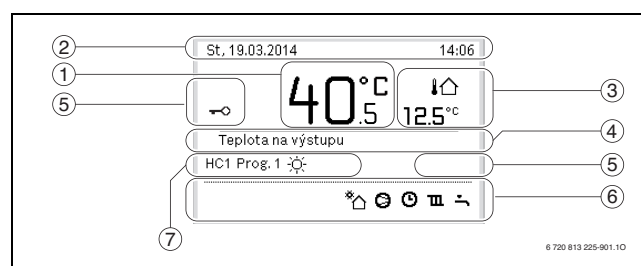 2 St, 19.03.2014 14:06
1 40.5 °C 3
5 12.5 °C
Teplota na výstupu 4
HC1 Prog. 1 5
6
7
6 720 813 225-901.1O